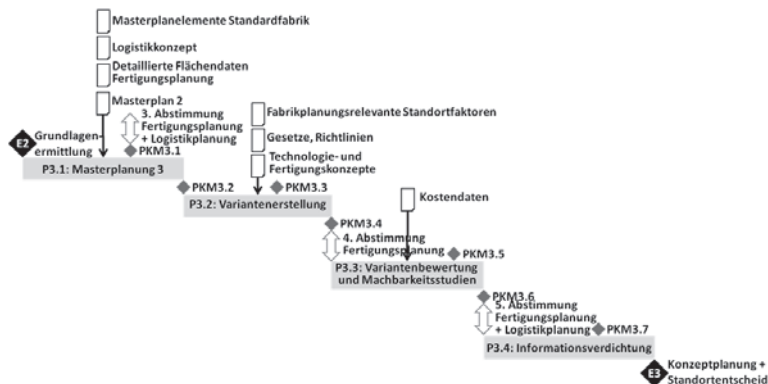 Masterplanelemente Standardfabrik
Logistikkonzept
Detaillierte Flächendaten
Fertigungsplanung
Masterplan 2
3. Abstimmung
Fertigungsplanung
+ Logistikplanung
E2
Grundlagen-
ermittlung
PKM3.1
P3.1: Masterplanung 3
Fabrikplanungsrelevante Standortfaktoren
Gesetze, Richtlinien
Technologie- und
Fertigungskonzepte
PKM3.2
PKM3.3
P3.2: Variantenerstellung
Kostendaten
PKM3.4
4. Abstimmung
Fertigungsplanung
PKM3.5
P3.3: Variantenbewertung
und Machbarkeitsstudien
PKM3.6
5. Abstimmung
Fertigungsplanung
+ Logistikplanung
PKM3.7
P3.4: Informationsverdichtung
E3
Konzeptplanung +
Standortentscheid